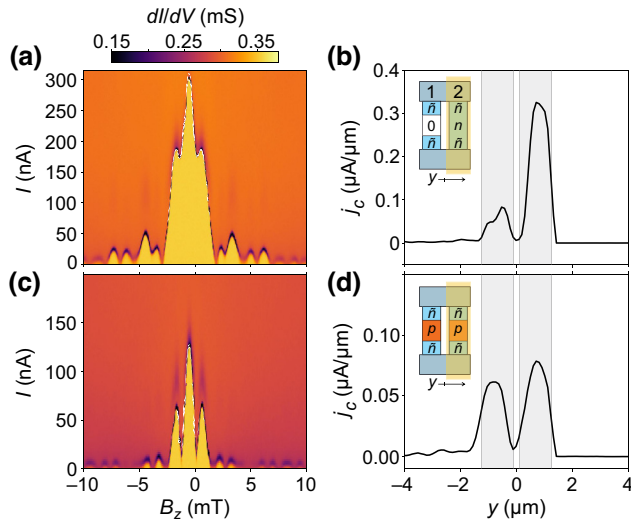 dI/dV (mS)
0.15 0.25 0.35
(a)
300
250
200
150
100
50
0
I (nA)
(b)
0.4
0.3
0.2
0.1
0
j_c (µA/µm)
1 2
ñ ñ
0 n
ñ ñ
y
(c)
150
100
50
0
I (nA)
−10 −5 0 5 10
B_z (mT)
(d)
0.10
0.05
0.00
j_c (µA/µm)
ñ ñ
p p
ñ ñ
y
−4 −2 0 2 4
y (µm)